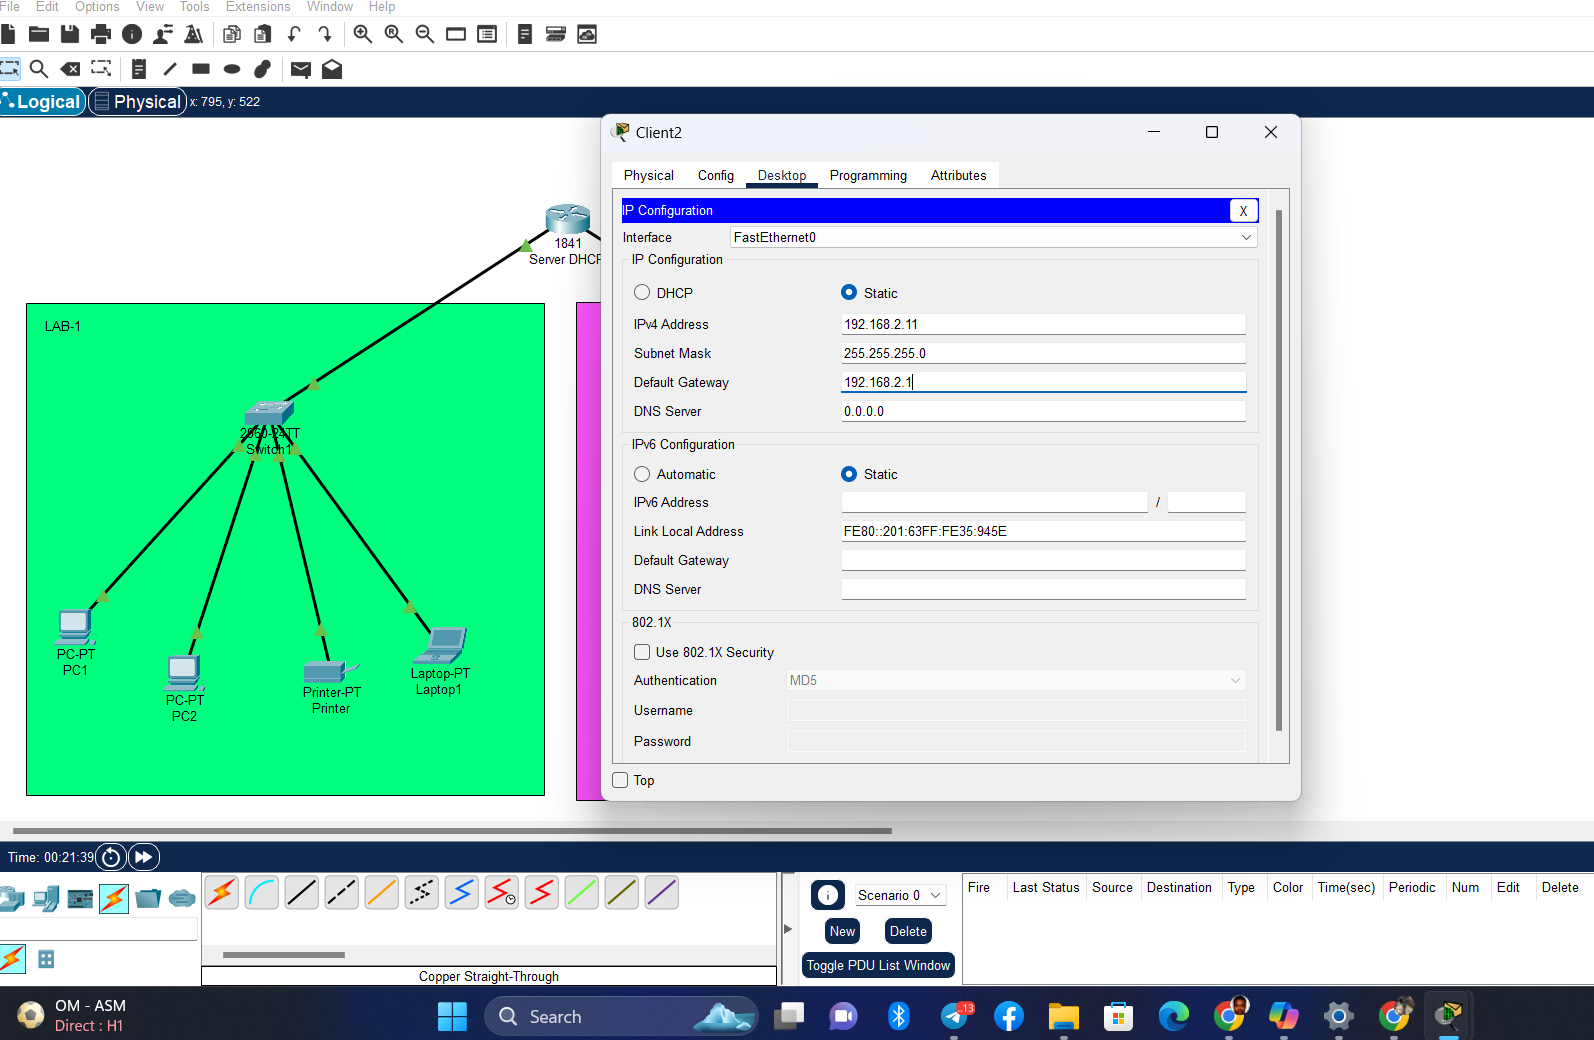 File Edit Options View Tools Extensions Window Help
Logical Physical x: 795, y: 522
Client2
Physical Config Desktop Programming Attributes
IP Configuration X
Interface FastEthernet0
IP Configuration
DHCP Static
IPv4 Address 192.168.2.11
Subnet Mask 255.255.255.0
Default Gateway 192.168.2.1
DNS Server 0.0.0.0
IPv6 Configuration
Automatic Static
IPv6 Address /
Link Local Address FE80::201:63FF:FE35:945E
Default Gateway
DNS Server
802.1X
Use 802.1X Security
Authentication MD5
Username
Password
Top
1841
Server DHCP
LAB-1
2960-24TT
Switch1
PC-PT
PC1
PC-PT
PC2
Printer-PT
Printer
Laptop-PT
Laptop1
Time: 00:21:39
Copper Straight-Through
Scenario 0
New Delete
Toggle PDU List Window
Fire Last Status Source Destination Type Color Time(sec) Periodic Num Edit Delete
OM - ASM
Direct : H1
Search
13